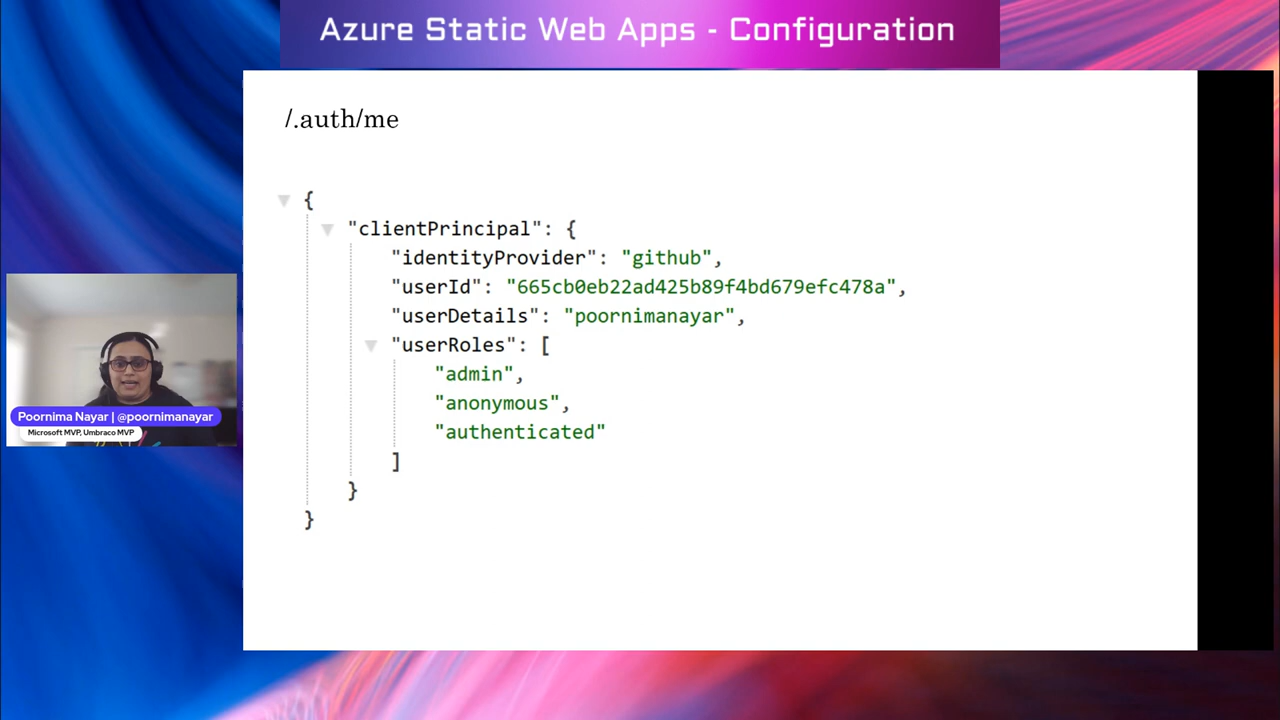 Azure Static Web Apps - Configuration
/.auth/me
{
"clientPrincipal": {
"identityProvider": "github",
"userId": "665cb0eb22ad425b89f4bd679efc478a",
"userDetails": "poornimanayar",
"userRoles": [
"admin",
"anonymous",
"authenticated"
]
}
}
Poornima Nayar | @poornimanayar
Microsoft MVP, Umbraco MVP